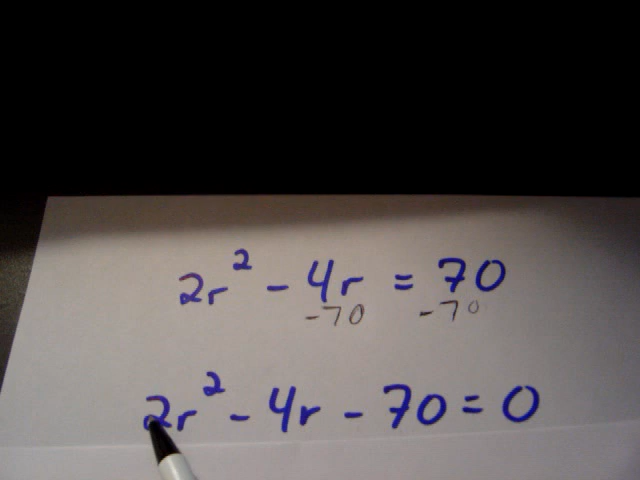 2r² - 4r = 70
-70 -70
2r² - 4r - 70 = 0